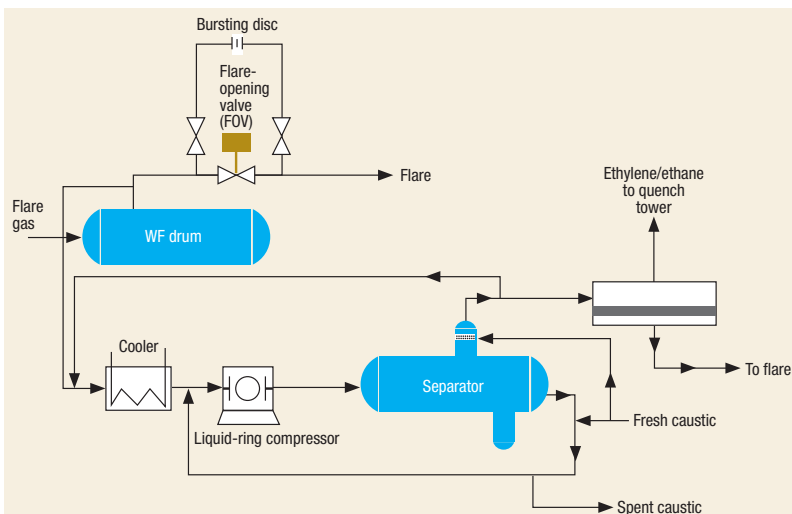 Bursting disc
Flare-
opening
valve
(FOV)
Flare
Ethylene/ethane
to quench
tower
Flare
gas
WF drum
Cooler
Separator
To flare
Fresh caustic
Liquid-ring compressor
Spent caustic